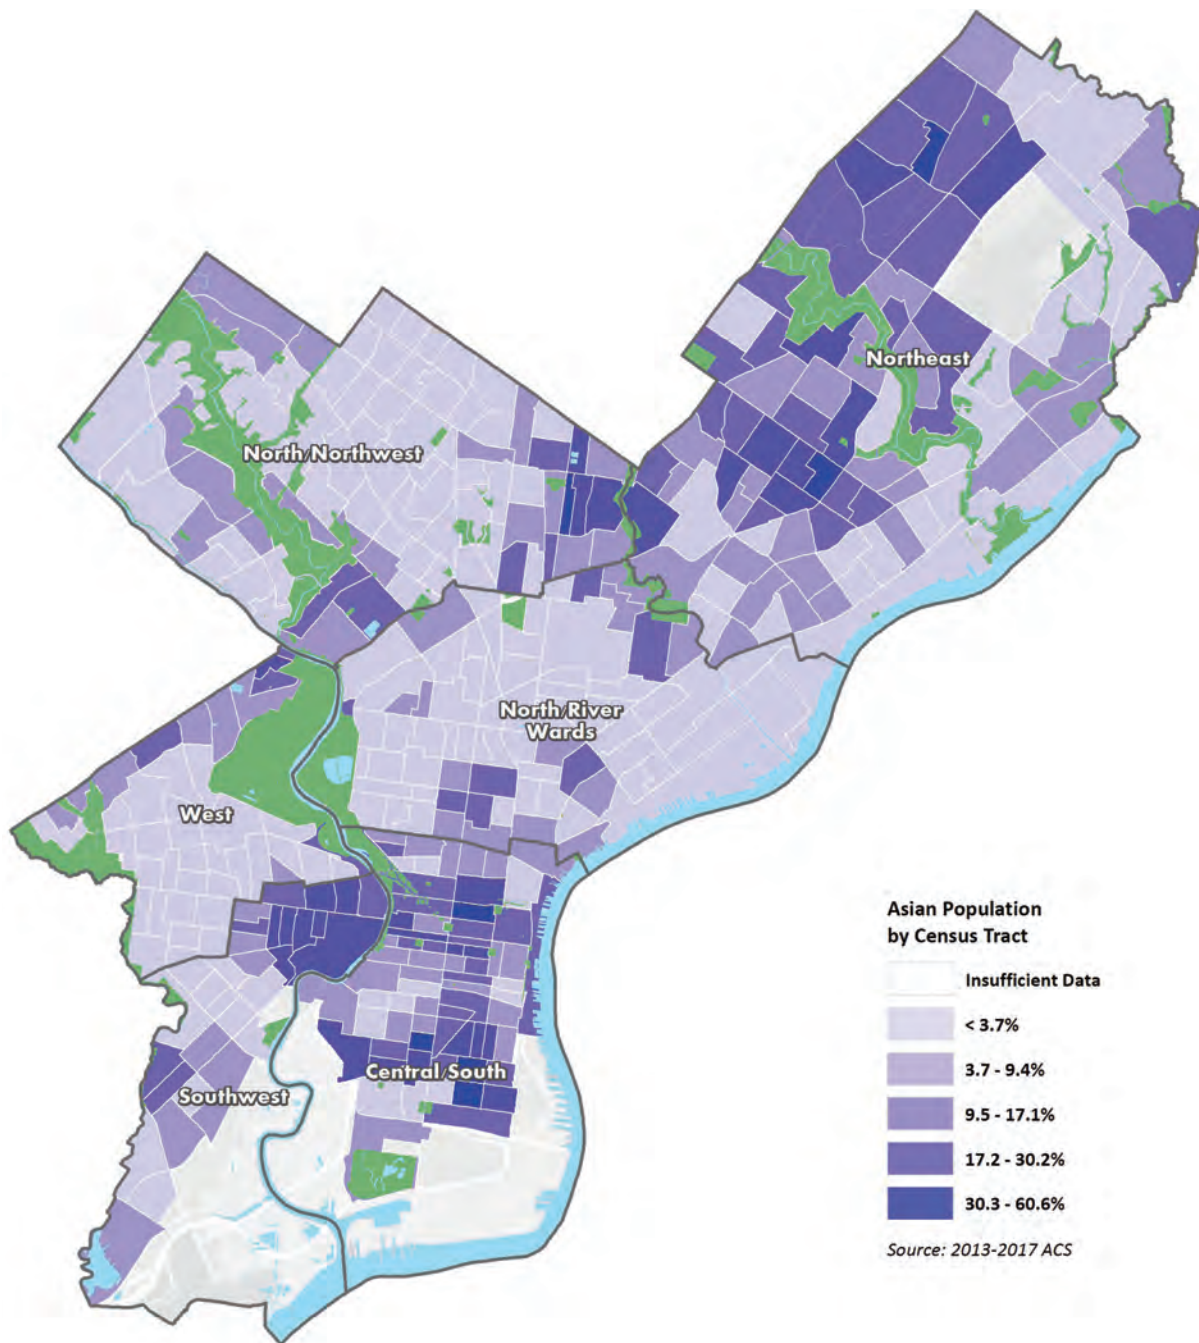 Northeast
North/Northwest
North/River
Wards
West
Central/South
Southwest
Asian Population
by Census Tract
Insufficient Data
< 3.7%
3.7 - 9.4%
9.5 - 17.1%
17.2 - 30.2%
30.3 - 60.6%
Source: 2013-2017 ACS